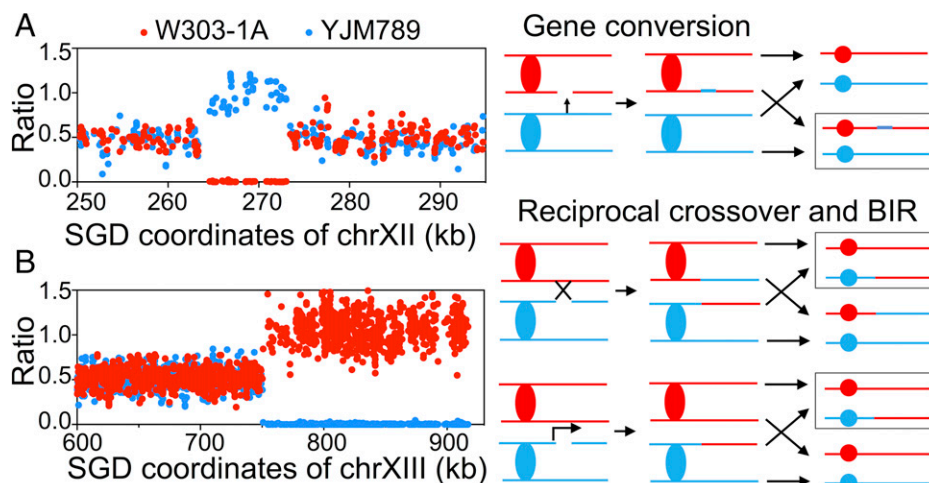 A
W303-1A YJM789
Ratio
1.5
1.0
0.5
0.0
250 260 270 280 290
SGD coordinates of chrXII (kb)
Gene conversion
B
Ratio
1.5
1.0
0.5
0.0
600 700 800 900
SGD coordinates of chrXIII (kb)
Reciprocal crossover and BIR